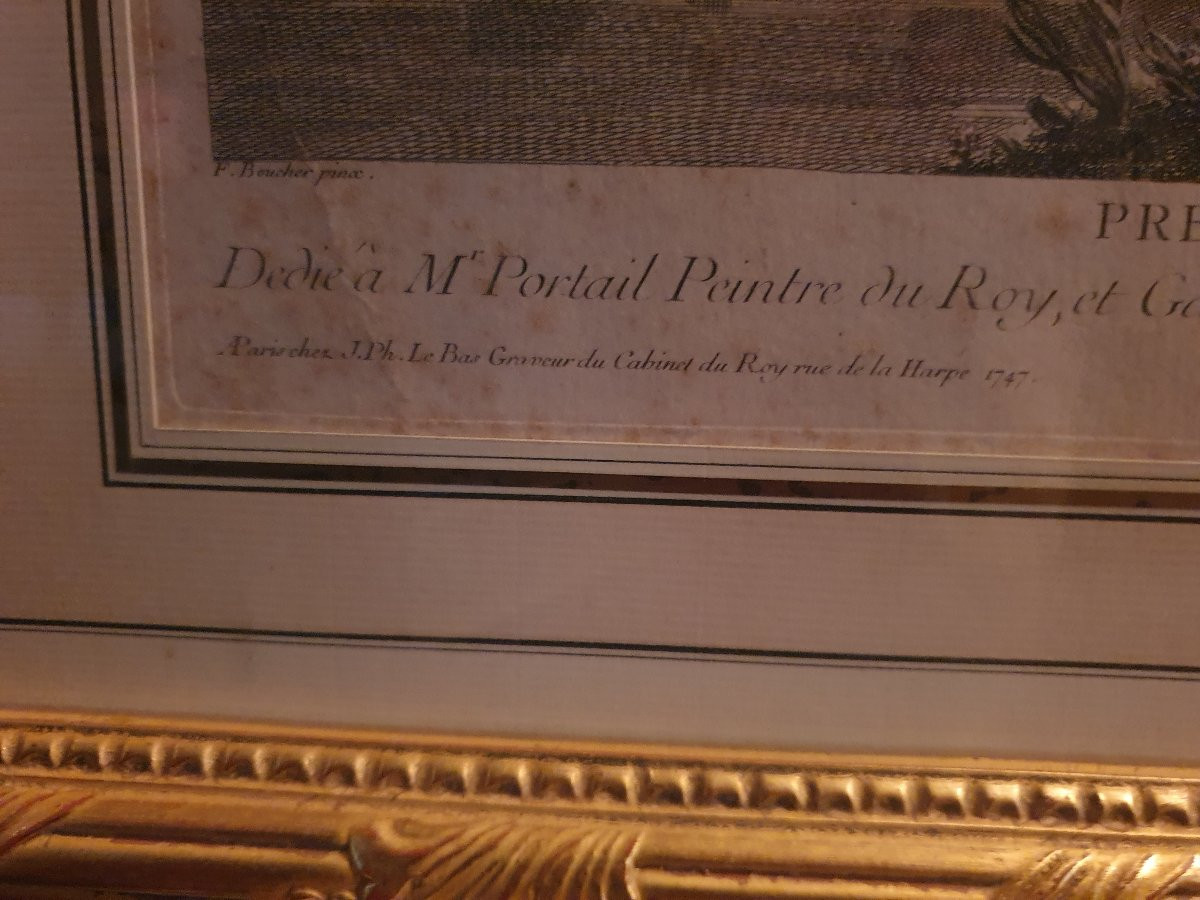 F. Boucher pinx.
PRE
Dedié à Mr Portail Peintre du Roy, et Ga
A Paris chez J.Ph. Le Bas Graveur du Cabinet du Roy rue de la Harpe 1747.